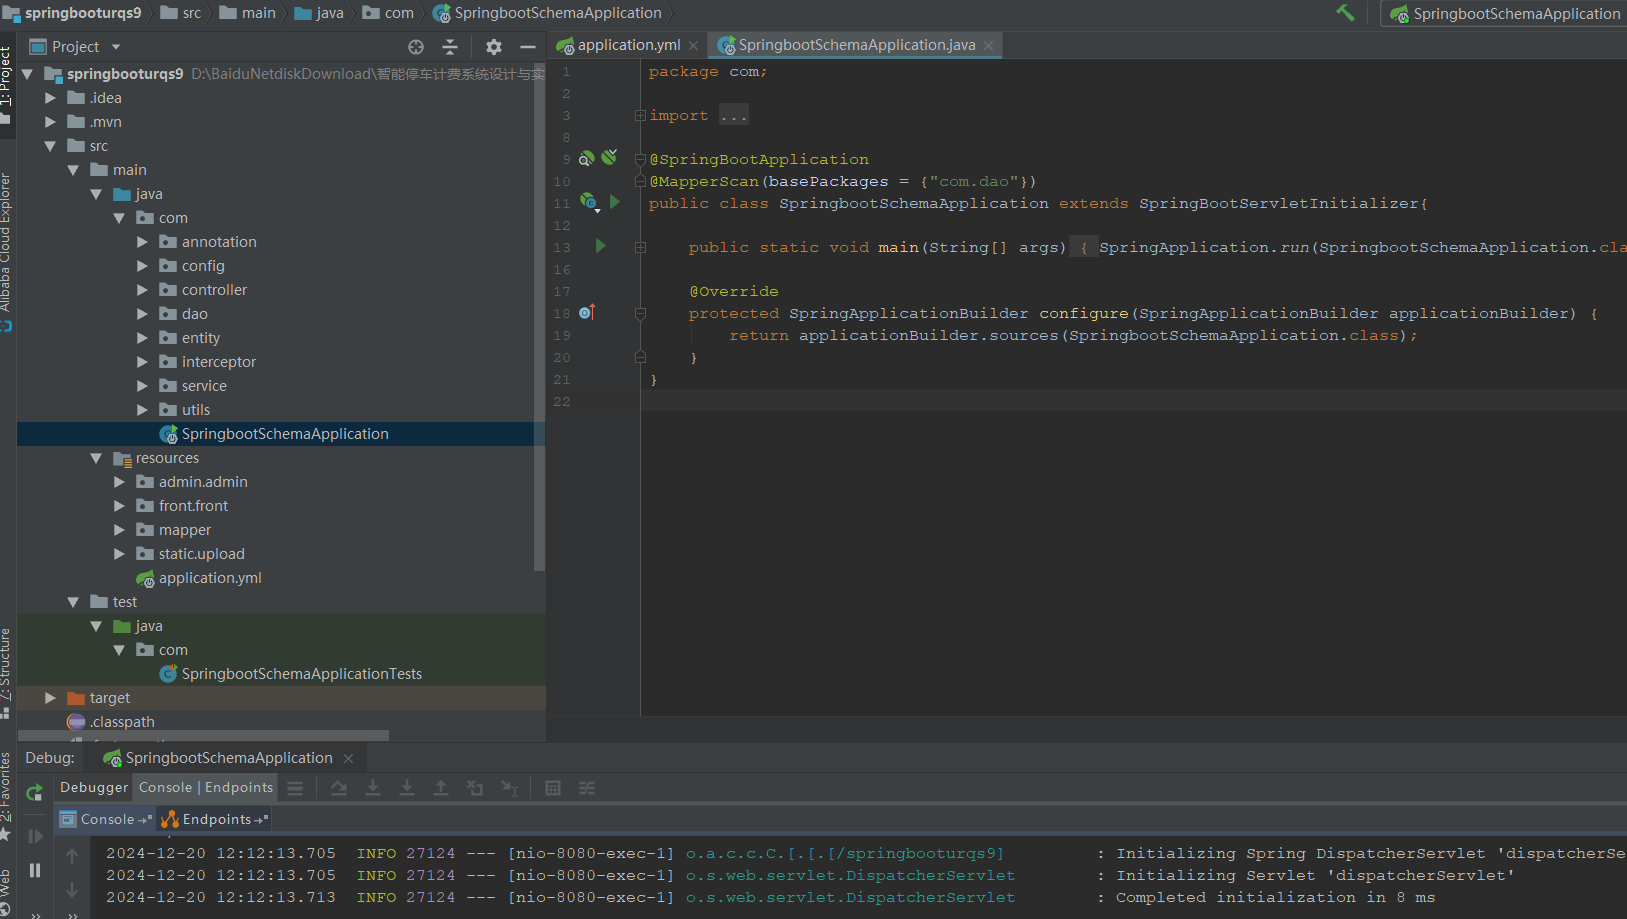 springbooturqs9 src main java com SpringbootSchemaApplication SpringbootSchemaApplication
Project
application.yml SpringbootSchemaApplication.java
1: Project
Alibaba Cloud Explorer
7: Structure
2: Favorites
Web
springbooturqs9 D:\BaiduNetdiskDownload\智能停车计费系统设计与实
.idea
.mvn
src
main
java
com
annotation
config
controller
dao
entity
interceptor
service
utils
SpringbootSchemaApplication
resources
admin.admin
front.front
mapper
static.upload
application.yml
test
java
com
SpringbootSchemaApplicationTests
target
.classpath
1 package com;
2
3 import ...
8
9 @SpringBootApplication
10 @MapperScan(basePackages = {"com.dao"})
11 public class SpringbootSchemaApplication extends SpringBootServletInitializer{
12
13 public static void main(String[] args) { SpringApplication.run(SpringbootSchemaApplication.cla
16
17 @Override
18 protected SpringApplicationBuilder configure(SpringApplicationBuilder applicationBuilder) {
19 return applicationBuilder.sources(SpringbootSchemaApplication.class);
20 }
21 }
22
Debug: SpringbootSchemaApplication
Debugger Console | Endpoints
Console Endpoints
2024-12-20 12:12:13.705 INFO 27124 --- [nio-8080-exec-1] o.a.c.c.C.[.[.[/springbooturqs9] : Initializing Spring DispatcherServlet 'dispatcherSe
2024-12-20 12:12:13.705 INFO 27124 --- [nio-8080-exec-1] o.s.web.servlet.DispatcherServlet : Initializing Servlet 'dispatcherServlet'
2024-12-20 12:12:13.713 INFO 27124 --- [nio-8080-exec-1] o.s.web.servlet.DispatcherServlet : Completed initialization in 8 ms